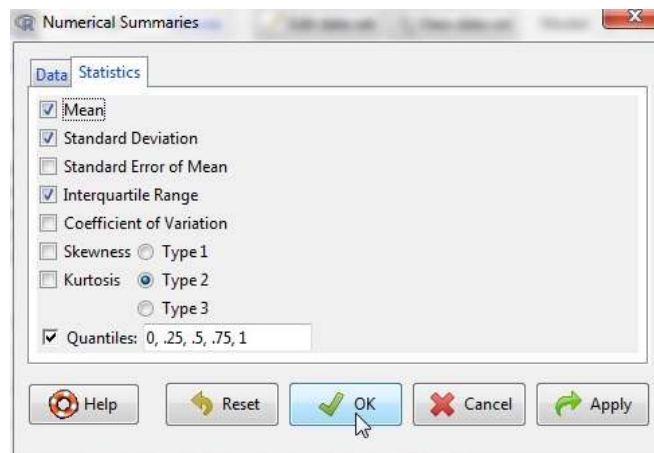 Numerical Summaries
Data Statistics
Mean
Standard Deviation
Standard Error of Mean
Interquartile Range
Coefficient of Variation
Skewness Type 1
Kurtosis Type 2
Type 3
Quantiles: 0, .25, .5, .75, 1
Help Reset OK Cancel Apply